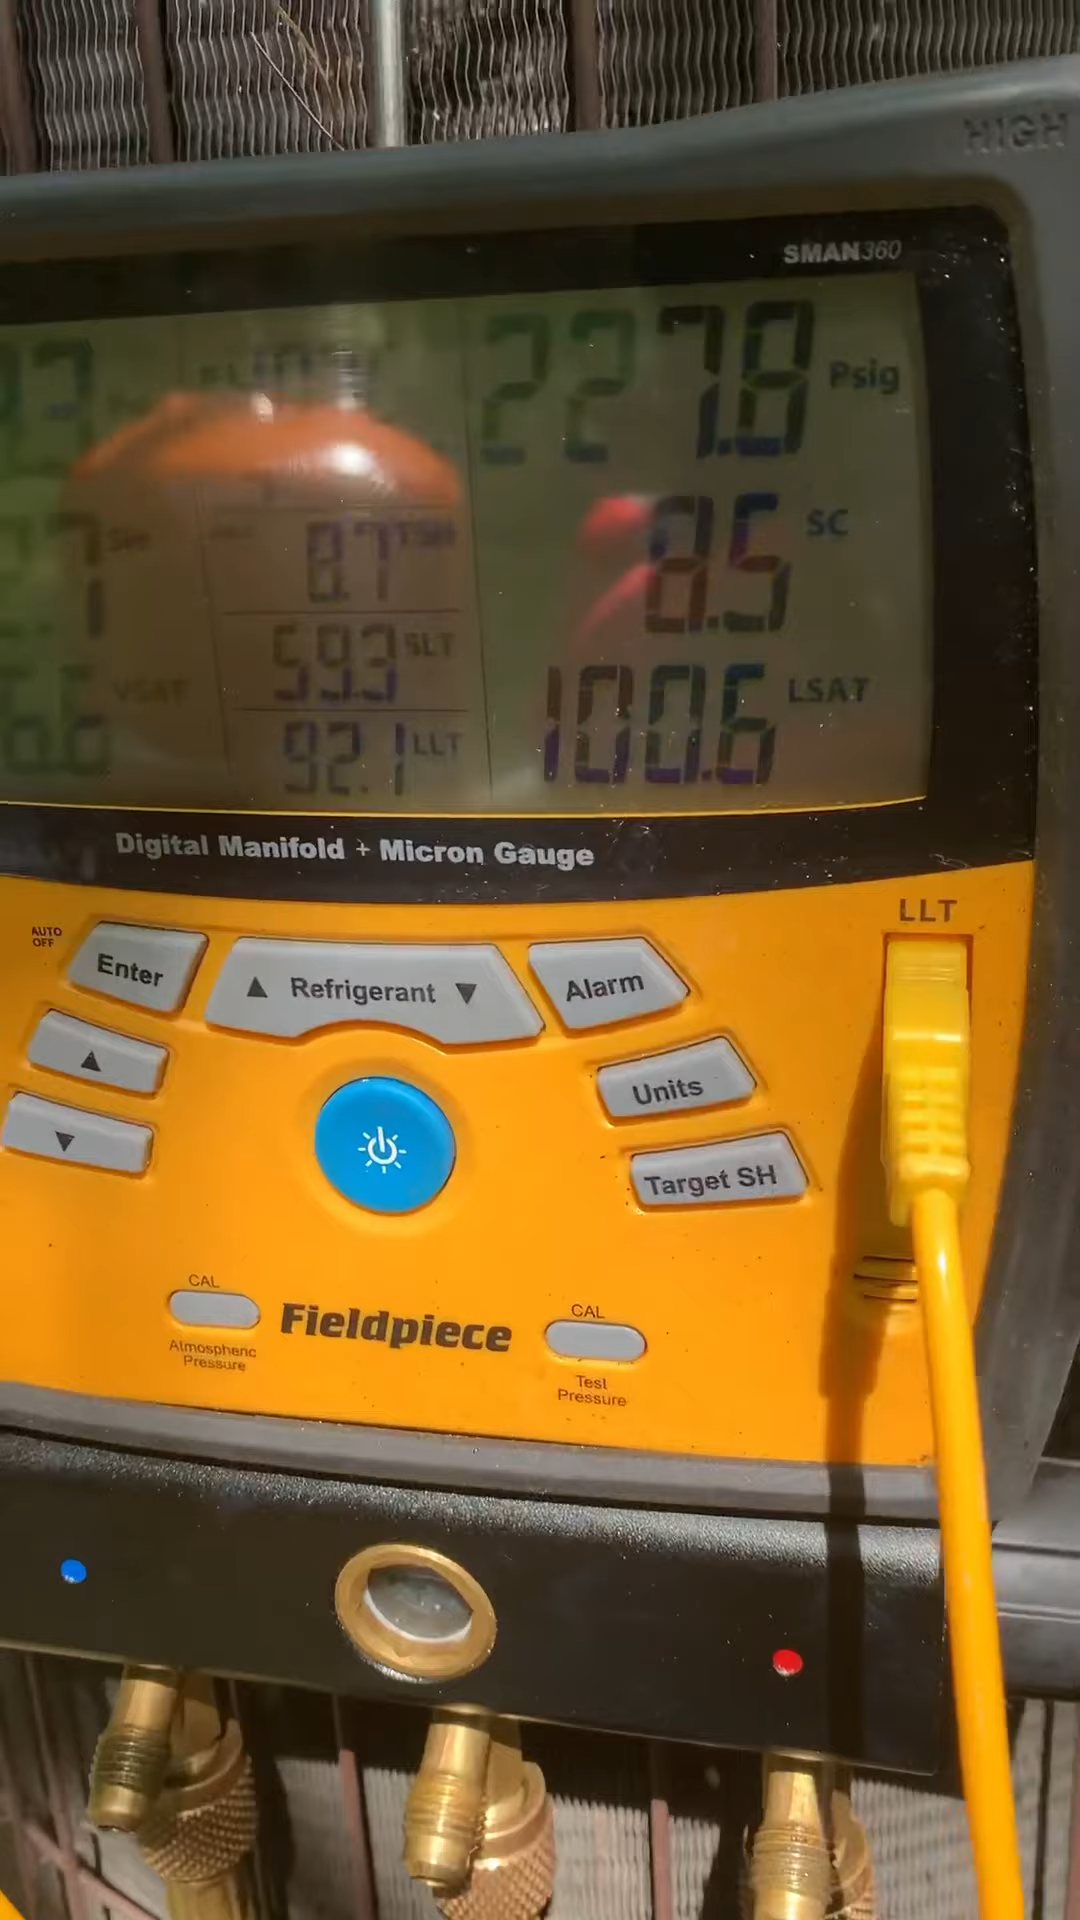 HIGH
SMAN360
227.8 Psig
8.5 SC
SH
8.7 TSH
59.3 SLT
VSAT
100.6 LSAT
92.1 LLT
Digital Manifold + Micron Gauge
LLT
AUTO
OFF
Enter
▲ Refrigerant ▼
Alarm
▲
Units
▼
Target SH
CAL
Atmospheric
Pressure
Fieldpiece
CAL
Test
Pressure